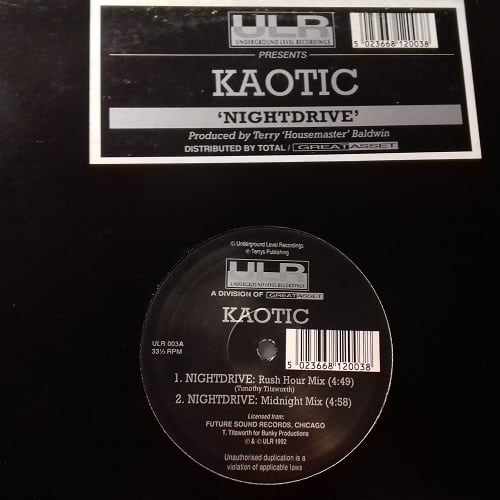 ULR
UNDERGROUND LEVEL RECORDINGS
5 023668 120038
PRESENTS
KAOTIC
'NIGHTDRIVE'
Produced by Terry 'Housemaster' Baldwin
DISTRIBUTED BY TOTAL / GREAT ASSET
© Underground Level Recordings
℗ Terrys Publishing
ULR
UNDERGROUND LEVEL RECORDINGS
A DIVISION OF GREAT ASSET
KAOTIC
ULR 003A
33⅓ RPM
5 023668 120038
1. NIGHTDRIVE: Rush Hour Mix (4:49)
(Timothy Titsworth)
2. NIGHTDRIVE: Midnight Mix (4:58)
Licensed from:
FUTURE SOUND RECORDS, CHICAGO
T. Titsworth for Bunky Productions
℗ & © ULR 1992
Unauthorised duplication is a
violation of applicable laws